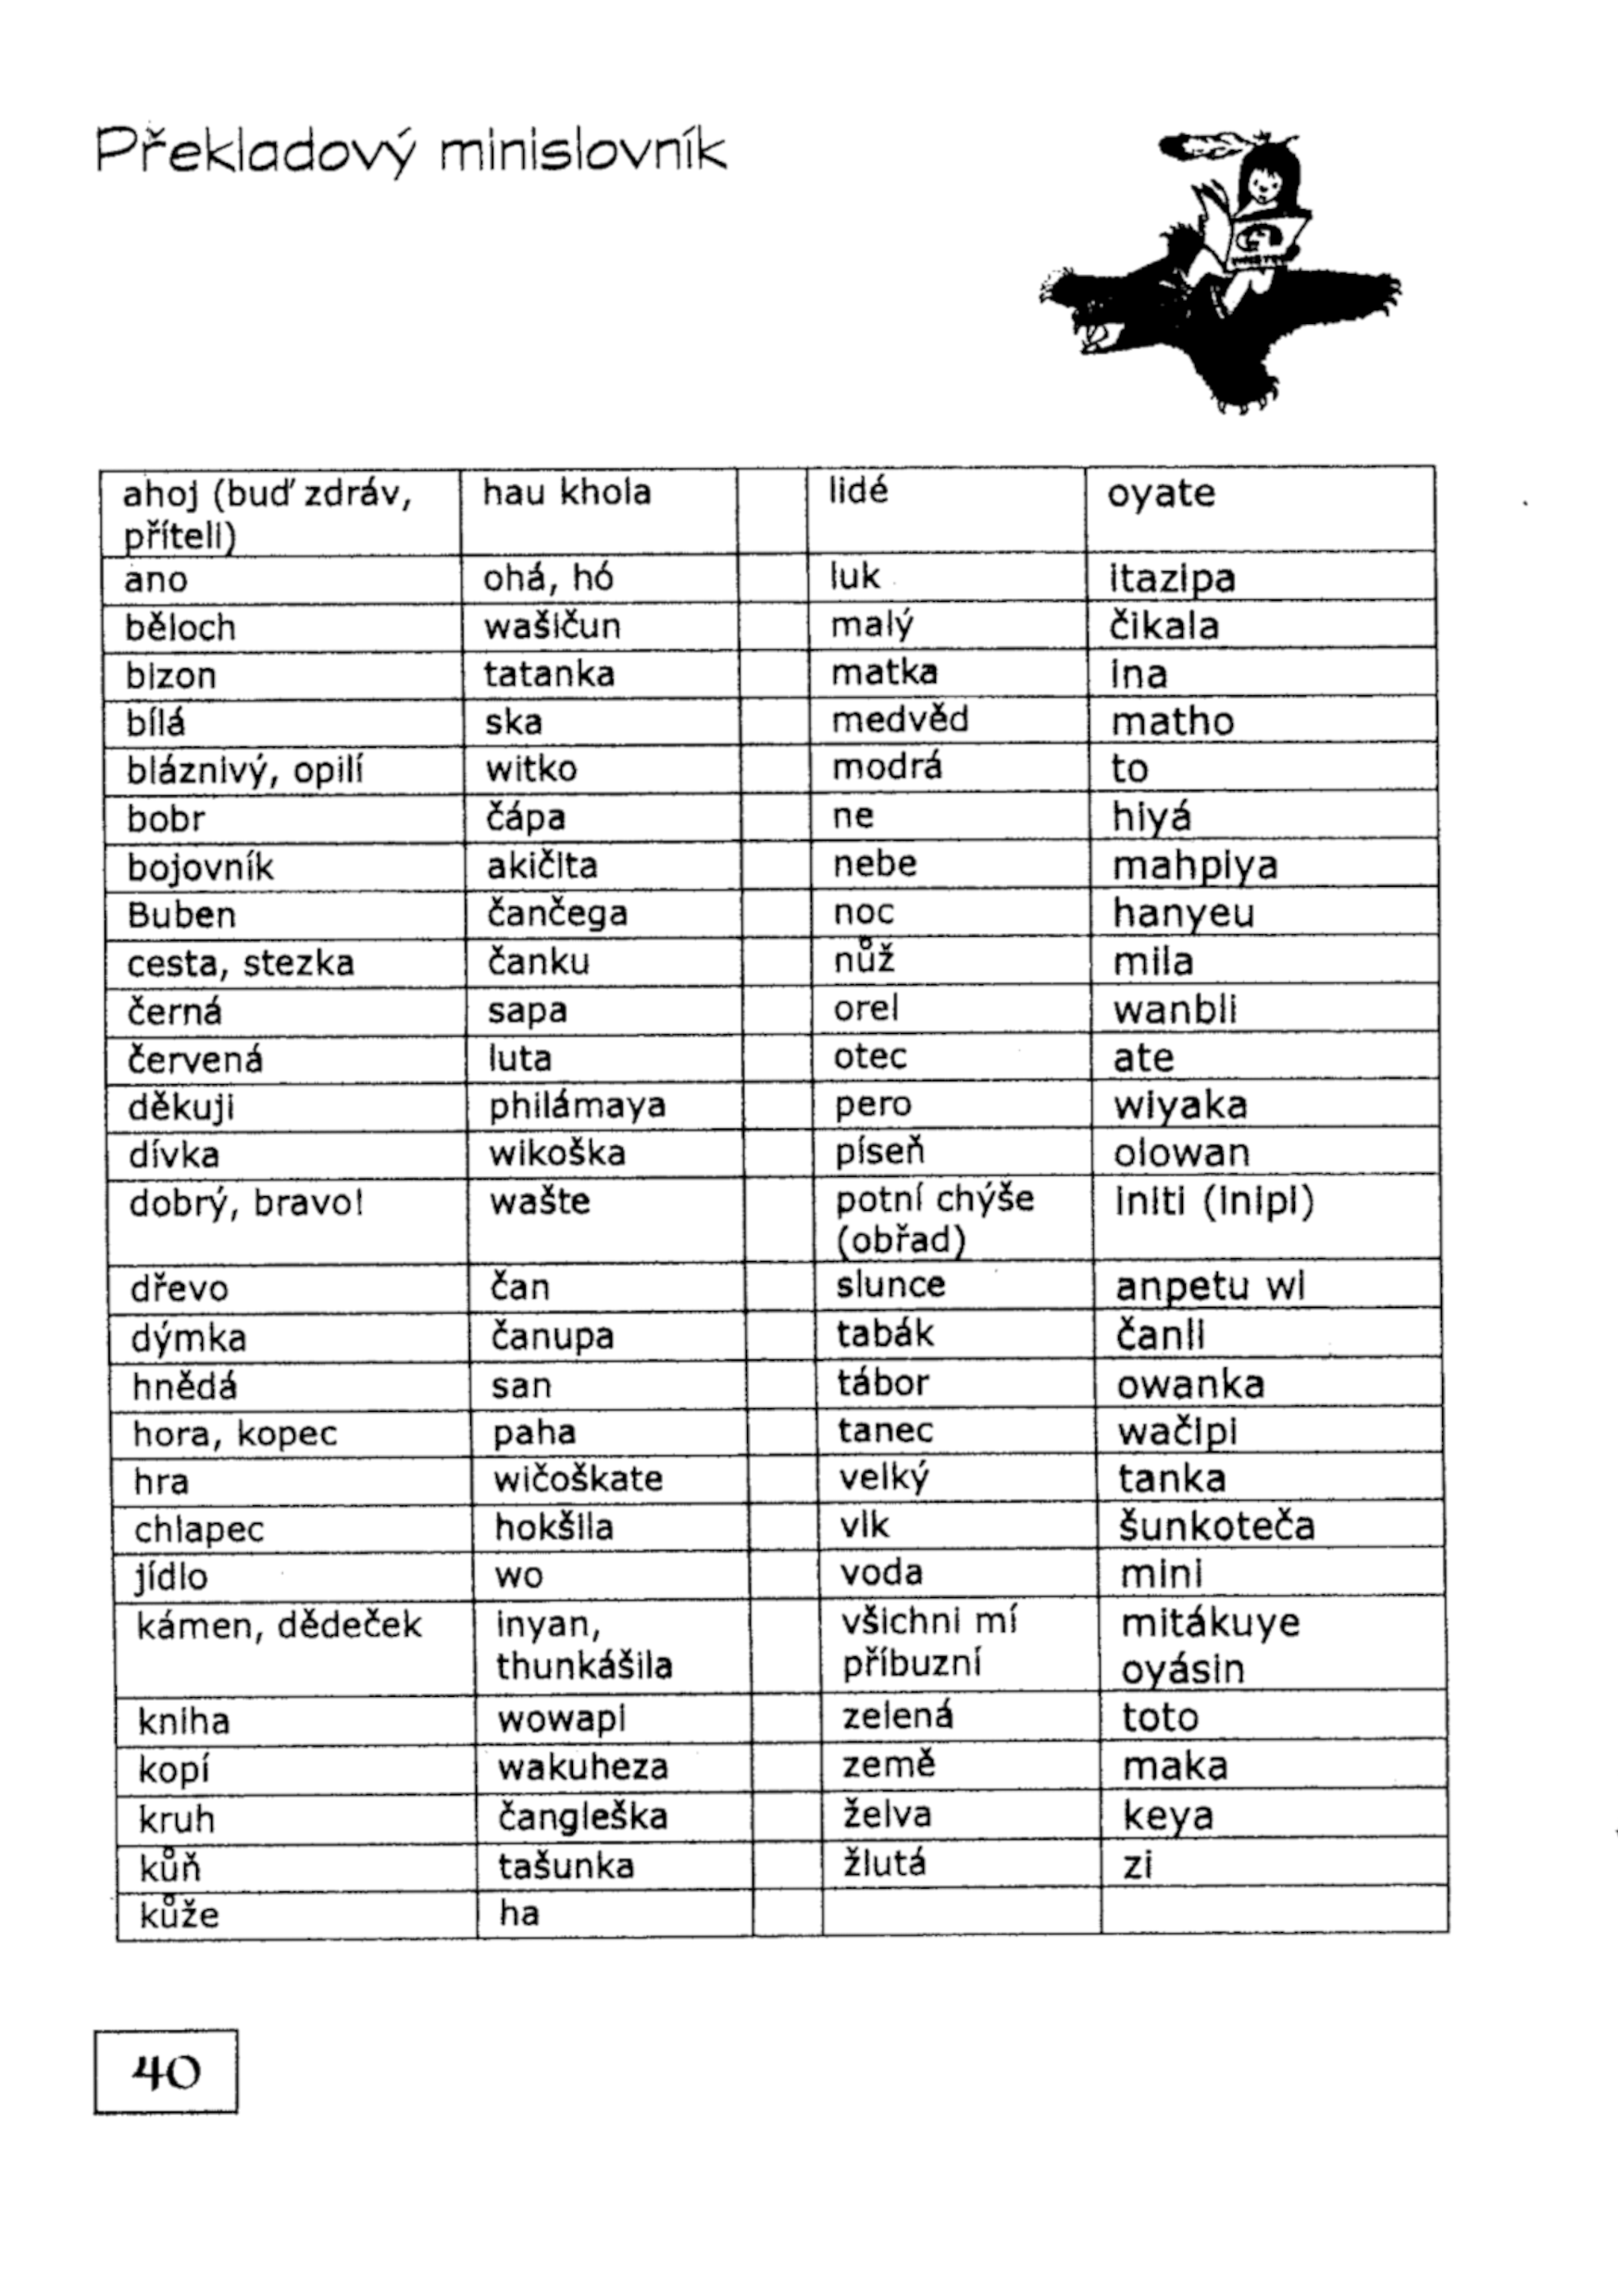 Překladový minislovník
ahoj (buď zdráv, příteli) hau khola lidé oyate
ano ohá, hó luk itazipa
běloch wašičun malý čikala
bizon tatanka matka ina
bílá ska medvěd matho
bláznivý, opilí witko modrá to
bobr čápa ne hiyá
bojovník akičita nebe mahpiya
Buben čančega noc hanyeu
cesta, stezka čanku nůž mila
černá sapa orel wanbli
červená luta otec ate
děkuji philámaya pero wiyaka
dívka wikoška píseň olowan
dobrý, bravo! wašte potní chýše (obřad) initi (inipi)
dřevo čan slunce anpetu wi
dýmka čanupa tabák čanli
hnědá san tábor owanka
hora, kopec paha tanec wačipi
hra wičoškate velký tanka
chlapec hokšila vlk šunkoteča
jídlo wo voda mini
kámen, dědeček inyan, thunkášila všichni mí příbuzní mitákuye oyásin
kniha wowapi zelená toto
kopí wakuheza země maka
kruh čangleška želva keya
kůň tašunka žlutá zi
kůže ha
40